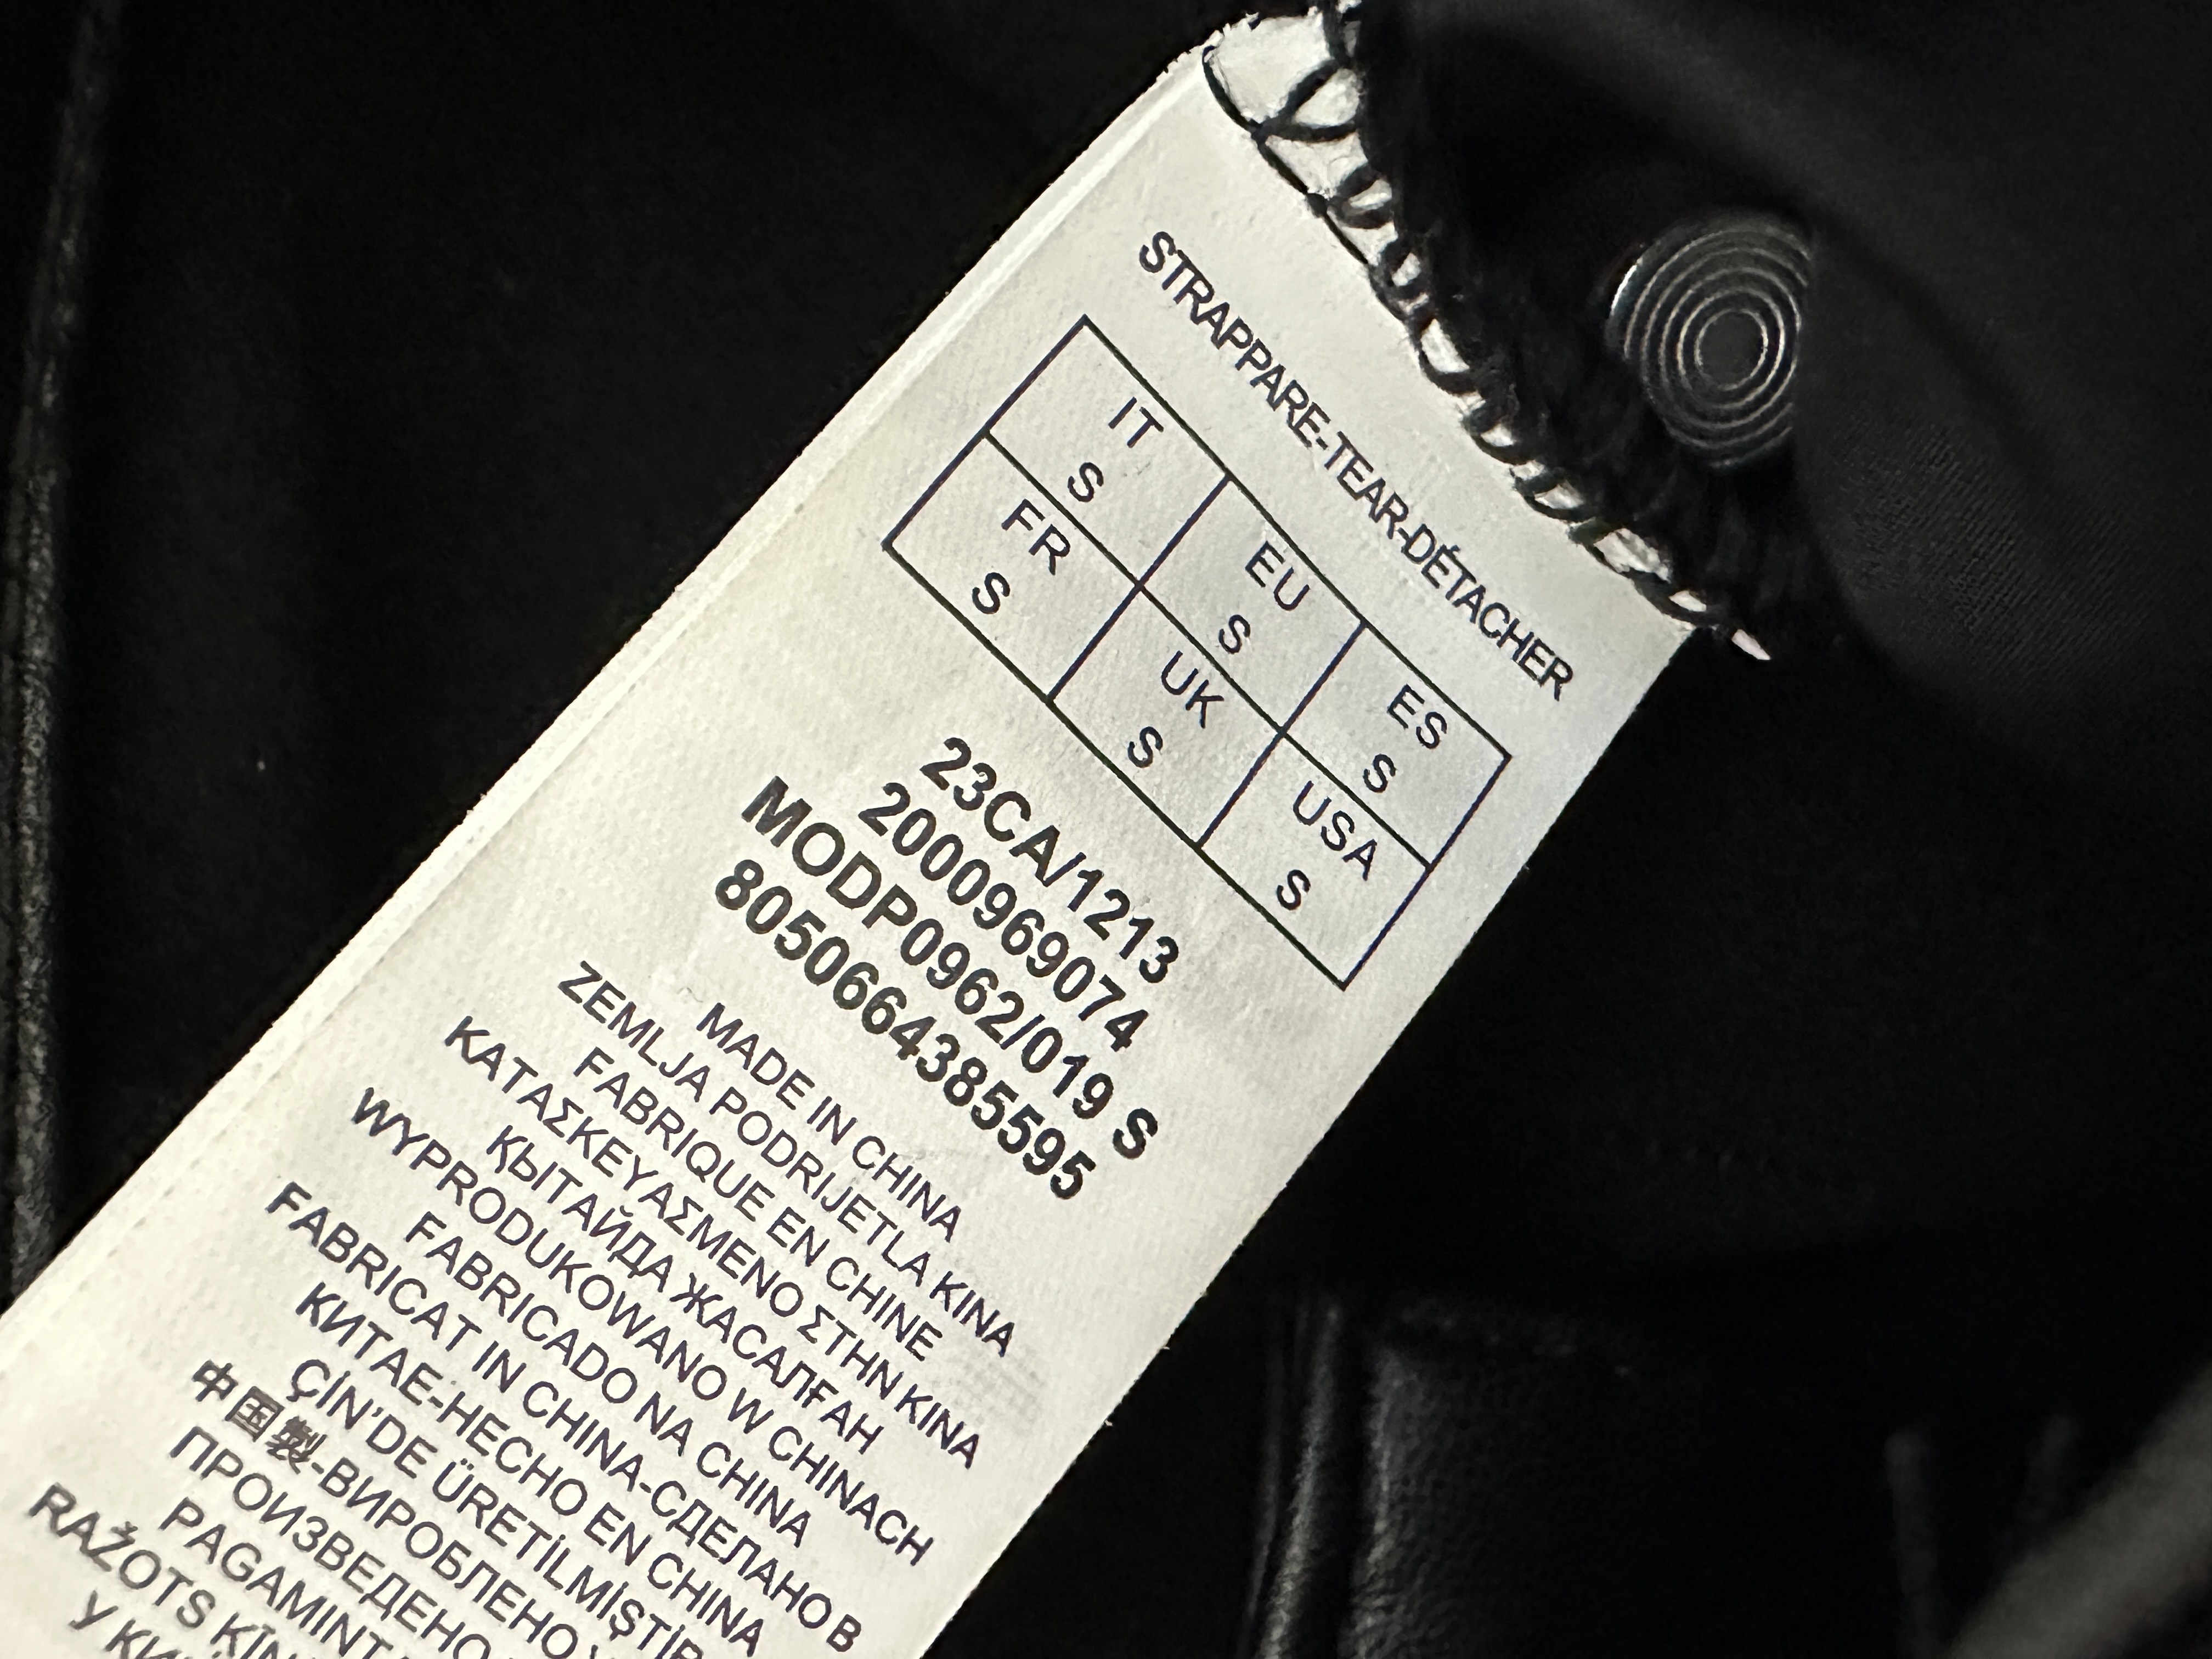 STRAPPARE-TEAR-DÉTACHER
IT EU ES
S S S
FR UK USA
S S S
23CA/1213
2000969074
MODP0962/019 S
8050664385595
MADE IN CHINA
ZEMLJA PODRIJETLA KINA
FABRIQUE EN CHINE
ΚΑΤΑΣΚΕΥΑΣΜΕΝΟ ΣΤΗΝ ΚΙΝΑ
ҚЫТАЙДА ЖАСАЛҒАН
WYPRODUKOWANO W CHINACH
FABRICADO NA CHINA
FABRICAT IN CHINA-СДЕЛАНО В
КИТАЕ-HECHO EN CHINA
ÇİN'DE ÜRETİLMİŞTİR
中国製-ВИРОБЛЕНО У
ПРОИЗВЕДЕНО
PAGAMINT
RAŽOTS ĶĪN
У КИ